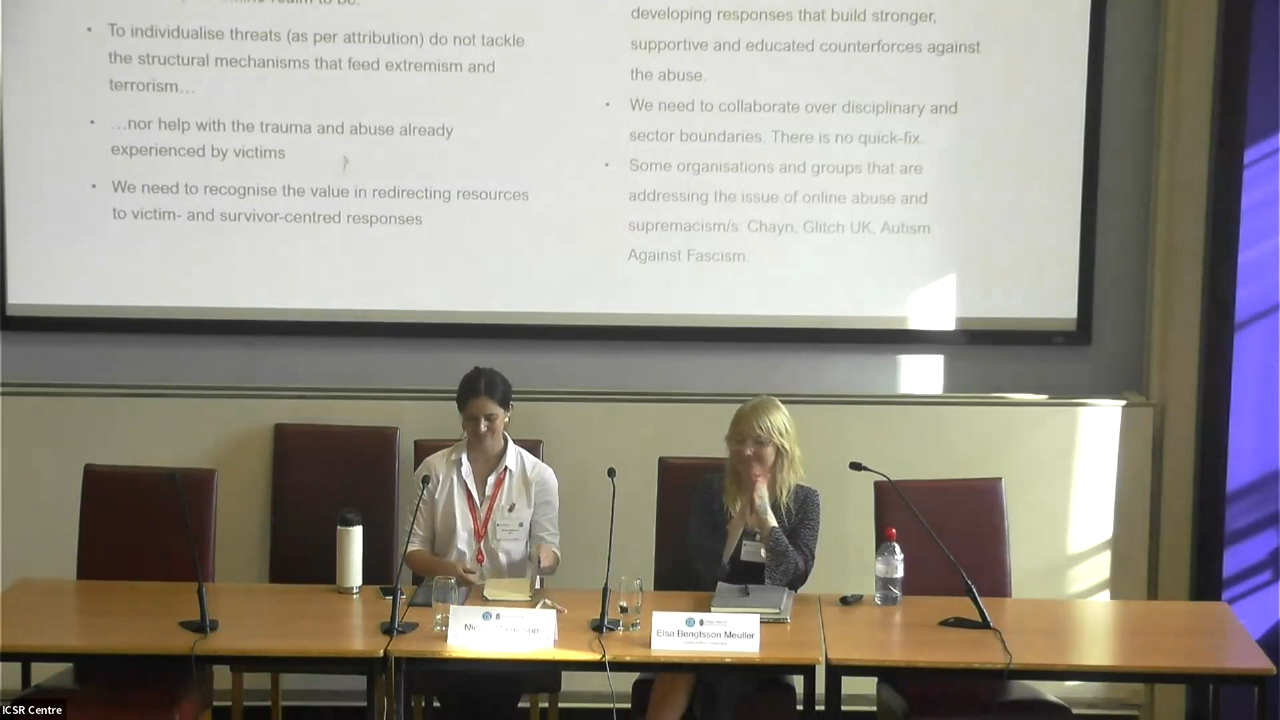 To individualise threats (as per attribution) do not tackle
the structural mechanisms that feed extremism and
terrorism…
…nor help with the trauma and abuse already
experienced by victims
We need to recognise the value in redirecting resources
to victim- and survivor-centred responses
developing responses that build stronger,
supportive and educated counterforces against
the abuse.
We need to collaborate over disciplinary and
sector boundaries. There is no quick-fix.
Some organisations and groups that are
addressing the issue of online abuse and
supremacism/s: Chayn, Glitch UK, Autism
Against Fascism.
Elsa Bengtsson Meuller
ICSR Centre